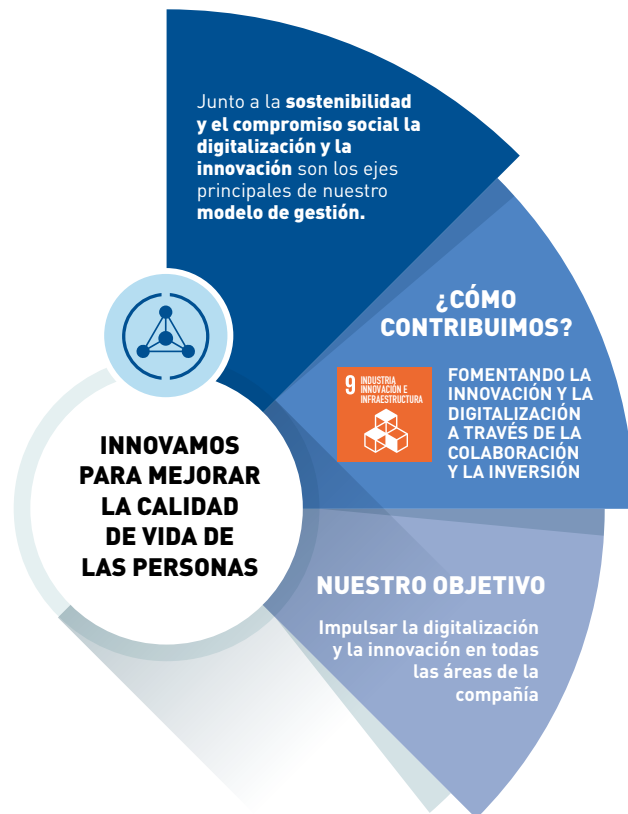 Junto a la sostenibilidad
y el compromiso social la
digitalización y la
innovación son los ejes
principales de nuestro
modelo de gestión.
¿CÓMO
CONTRIBUIMOS?
9 INDUSTRIA
INNOVACIÓN E
INFRAESTRUCTURA
FOMENTANDO LA
INNOVACIÓN Y LA
DIGITALIZACIÓN
A TRAVÉS DE LA
COLABORACIÓN
Y LA INVERSIÓN
INNOVAMOS
PARA MEJORAR
LA CALIDAD
DE VIDA DE
LAS PERSONAS
NUESTRO OBJETIVO
Impulsar la digitalización
y la innovación en todas
las áreas de la
compañía